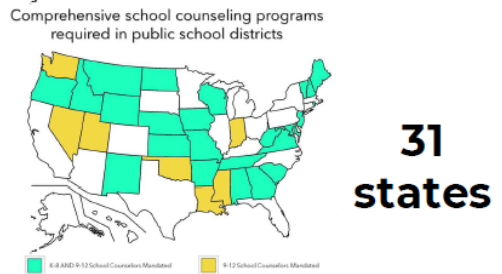 Comprehensive school counseling programs
required in public school districts
31
states
K-8 AND 9-12 School Counselors Mandated
9-12 School Counselors Mandated